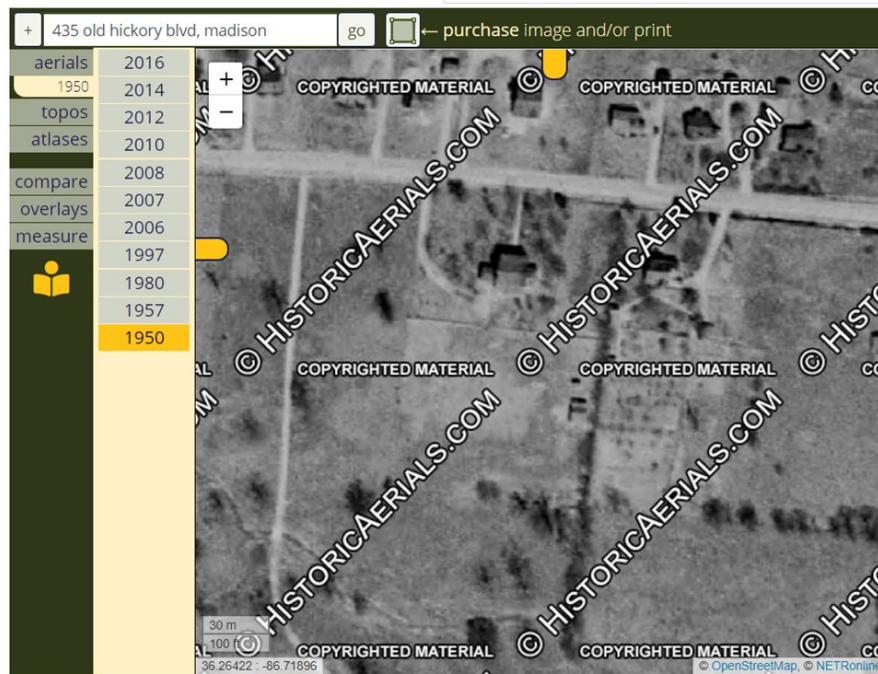 + 435 old hickory blvd, madison go ← purchase image and/or print
aerials
1950
topos
atlases
compare
overlays
measure
2016
2014
2012
2010
2008
2007
2006
1997
1980
1957
1950
+
−
COPYRIGHTED MATERIAL © COPYRIGHTED MATERIAL ©
© HISTORICAERIALS.COM
© HISTORICAERIALS.COM
COPYRIGHTED MATERIAL © COPYRIGHTED MATERIAL ©
© HISTORICAERIALS.COM
© HISTORICAERIALS.COM
30 m
100 ft
COPYRIGHTED MATERIAL © COPYRIGHTED MATERIAL ©
36.26422 : -86.71896
© OpenStreetMap, © NETRonline